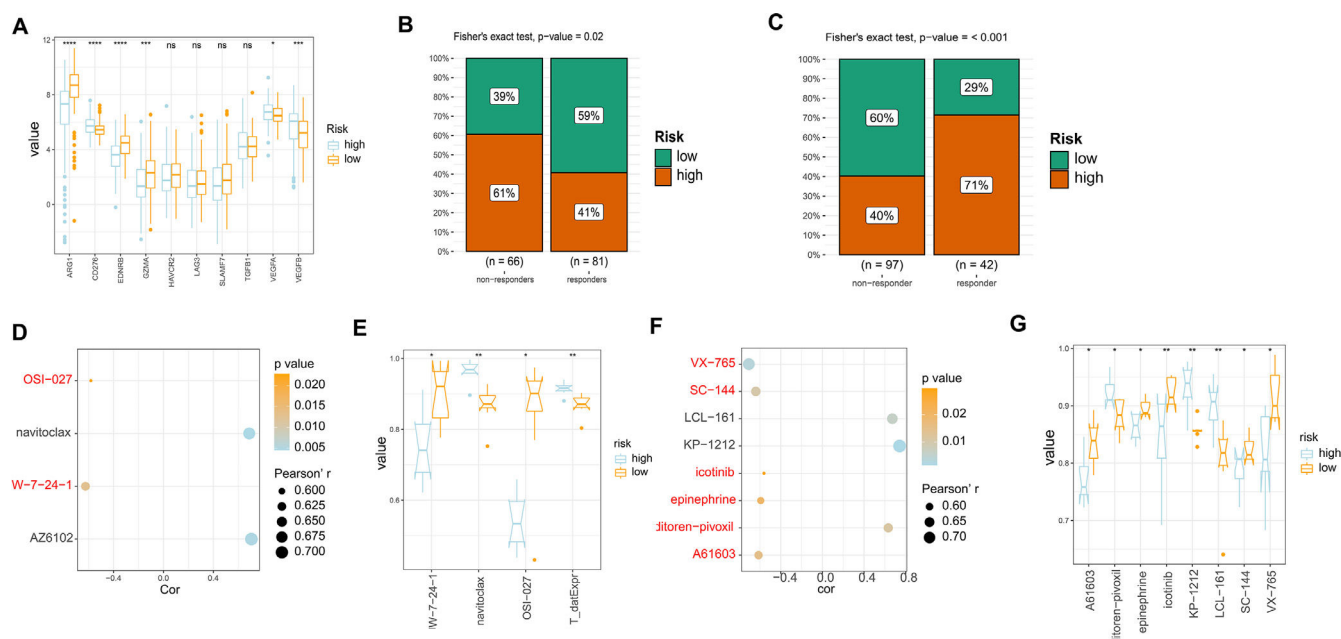 A
12
8
4
0
value
**** **** **** *** ns ns ns ns * ***
ARG1
CD276
EDNRB
GZMA
HAVCR2
LAG3
SLAMF7
TGFB1
VEGFA
VEGFB
Risk
high
low
B
Fisher's exact test, p−value = 0.02
100%
90%
80%
70%
60%
50%
40%
30%
20%
10%
0%
39%
61%
59%
41%
(n = 66)
(n = 81)
non−responders
responders
Risk
low
high
C
Fisher's exact test, p−value = < 0.001
100%
90%
80%
70%
60%
50%
40%
30%
20%
10%
0%
60%
40%
29%
71%
(n = 97)
(n = 42)
non−responder
responder
Risk
low
high
D
OSI−027
navitoclax
W−7−24−1
AZ6102
−0.4
0.0
0.4
Cor
p value
0.020
0.015
0.010
0.005
Pearson' r
0.600
0.625
0.650
0.675
0.700
E
1.0
0.8
0.6
value
* ** * **
IW−7−24−1
navitoclax
OSI−027
T_datExpr
risk
high
low
F
VX−765
SC−144
LCL−161
KP−1212
icotinib
epinephrine
ditoren−pivoxil
A61603
−0.4
0.0
0.4
0.8
cor
p value
0.02
0.01
Pearson' r
0.60
0.65
0.70
G
1.0
0.9
0.8
0.7
value
* * * ** ** ** * *
A61603
itoren−pivoxil
epinephrine
icotinib
KP−1212
LCL−161
SC−144
VX−765
risk
high
low